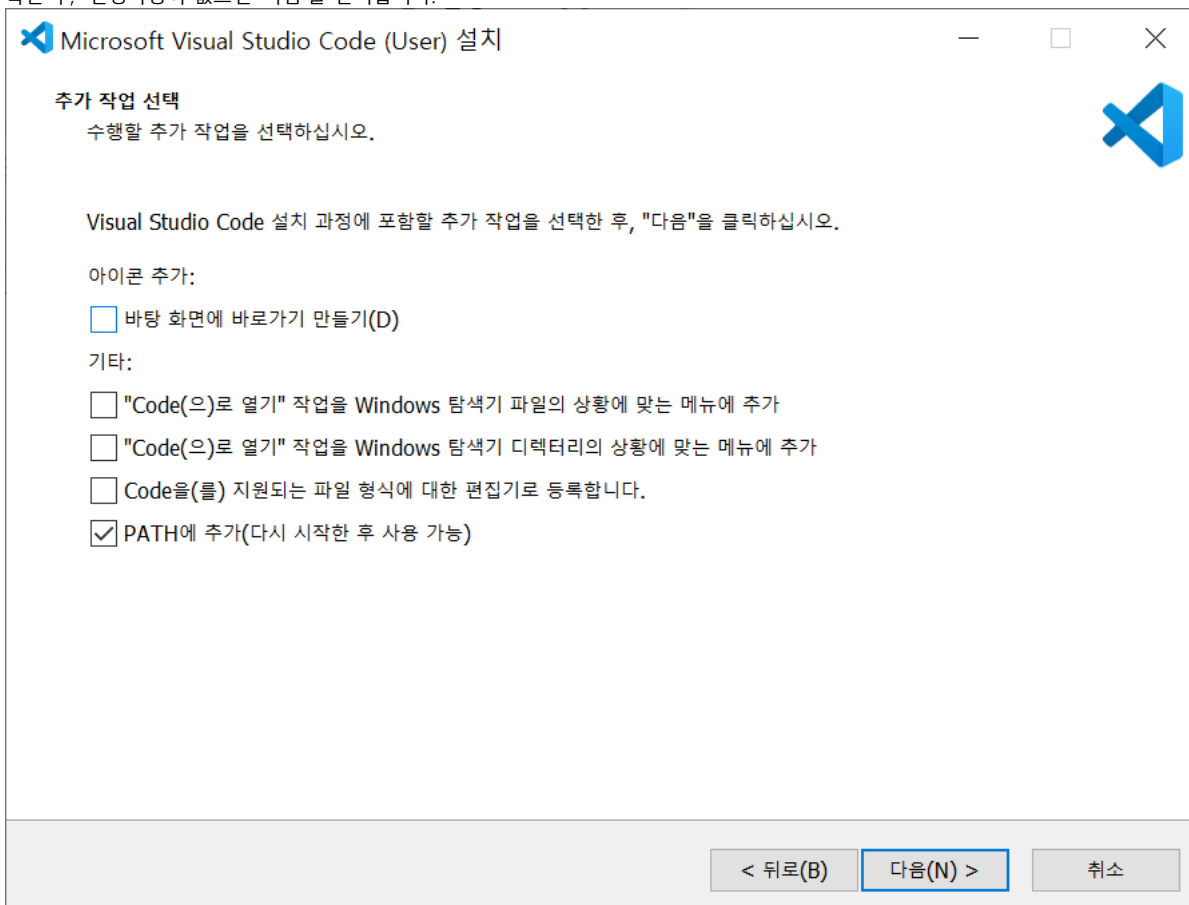 Microsoft Visual Studio Code (User) 설치
추가 작업 선택
수행할 추가 작업을 선택하십시오.
Visual Studio Code 설치 과정에 포함할 추가 작업을 선택한 후, "다음"을 클릭하십시오.
아이콘 추가:
바탕 화면에 바로가기 만들기(D)
기타:
"Code(으)로 열기" 작업을 Windows 탐색기 파일의 상황에 맞는 메뉴에 추가
"Code(으)로 열기" 작업을 Windows 탐색기 디렉터리의 상황에 맞는 메뉴에 추가
Code을(를) 지원되는 파일 형식에 대한 편집기로 등록합니다.
PATH에 추가(다시 시작한 후 사용 가능)
< 뒤로(B) 다음(N) > 취소